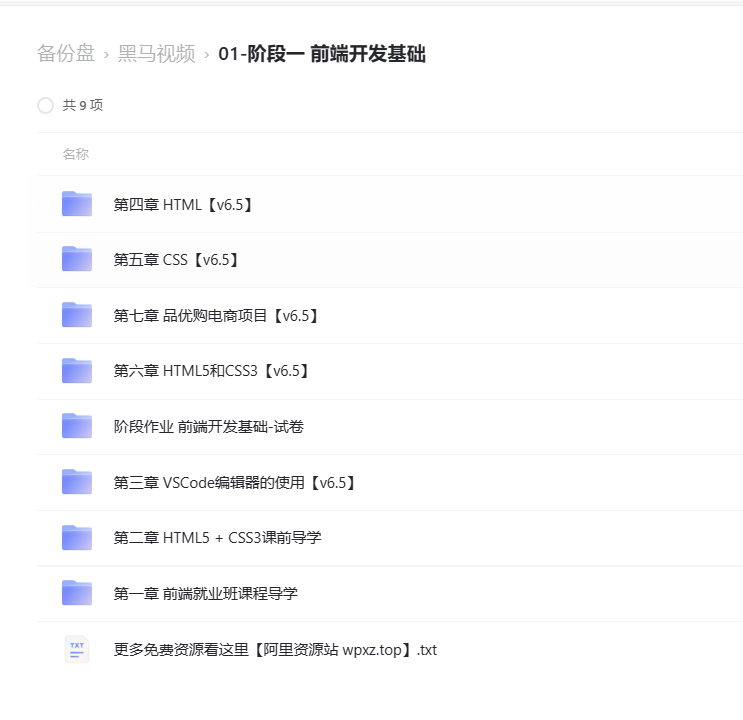 备份盘 › 黑马视频 › 01-阶段一 前端开发基础
共 9 项
名称
第四章 HTML【v6.5】
第五章 CSS【v6.5】
第七章 品优购电商项目【v6.5】
第六章 HTML5和CSS3【v6.5】
阶段作业 前端开发基础-试卷
第三章 VSCode编辑器的使用【v6.5】
第二章 HTML5 + CSS3课前导学
第一章 前端就业班课程导学
TXT
更多免费资源看这里【阿里资源站 wpxz.top】.txt